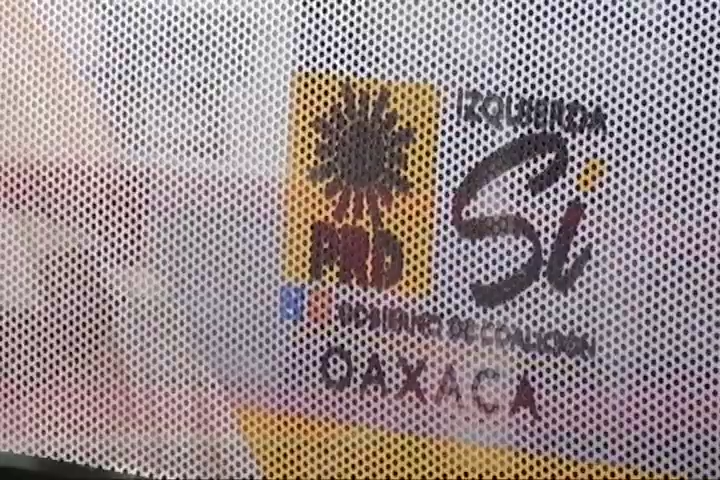 IZQUIERDA
Sí
PRD
GOBIERNO DE COALICIÓN
OAXACA